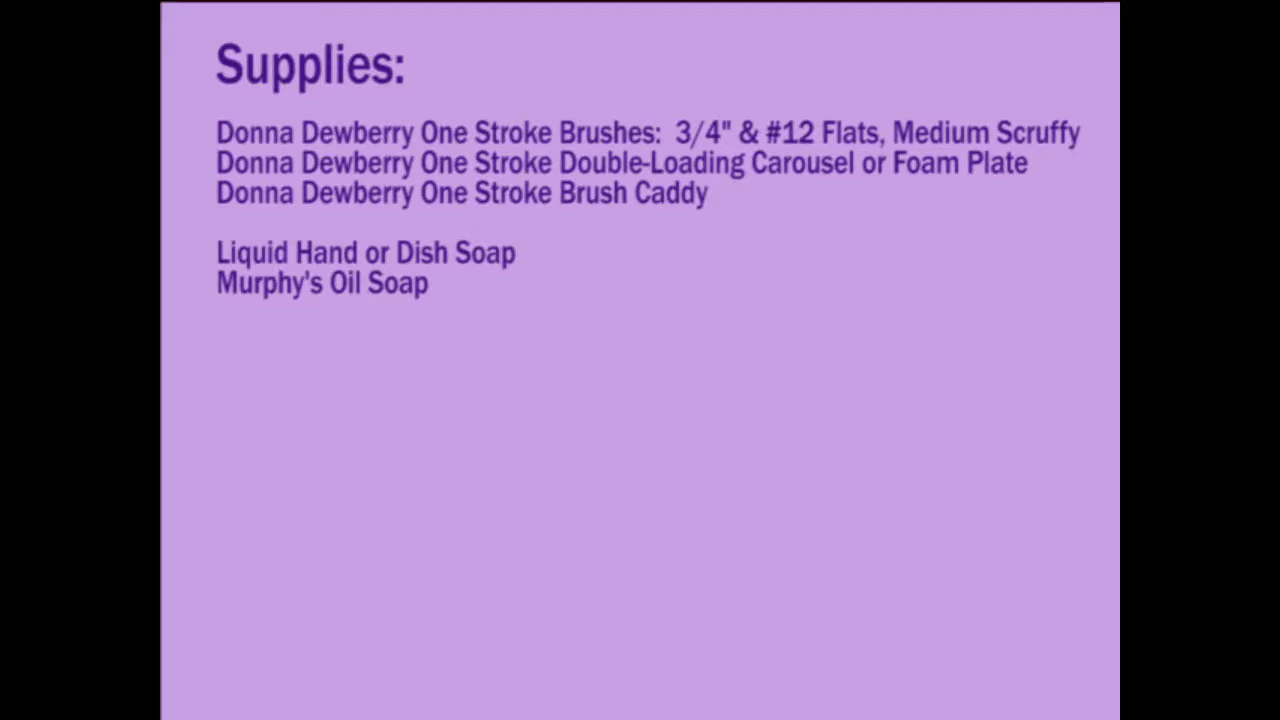 Supplies:
Donna Dewberry One Stroke Brushes:  3/4" & #12 Flats, Medium Scruffy
Donna Dewberry One Stroke Double-Loading Carousel or Foam Plate
Donna Dewberry One Stroke Brush Caddy
Liquid Hand or Dish Soap
Murphy's Oil Soap